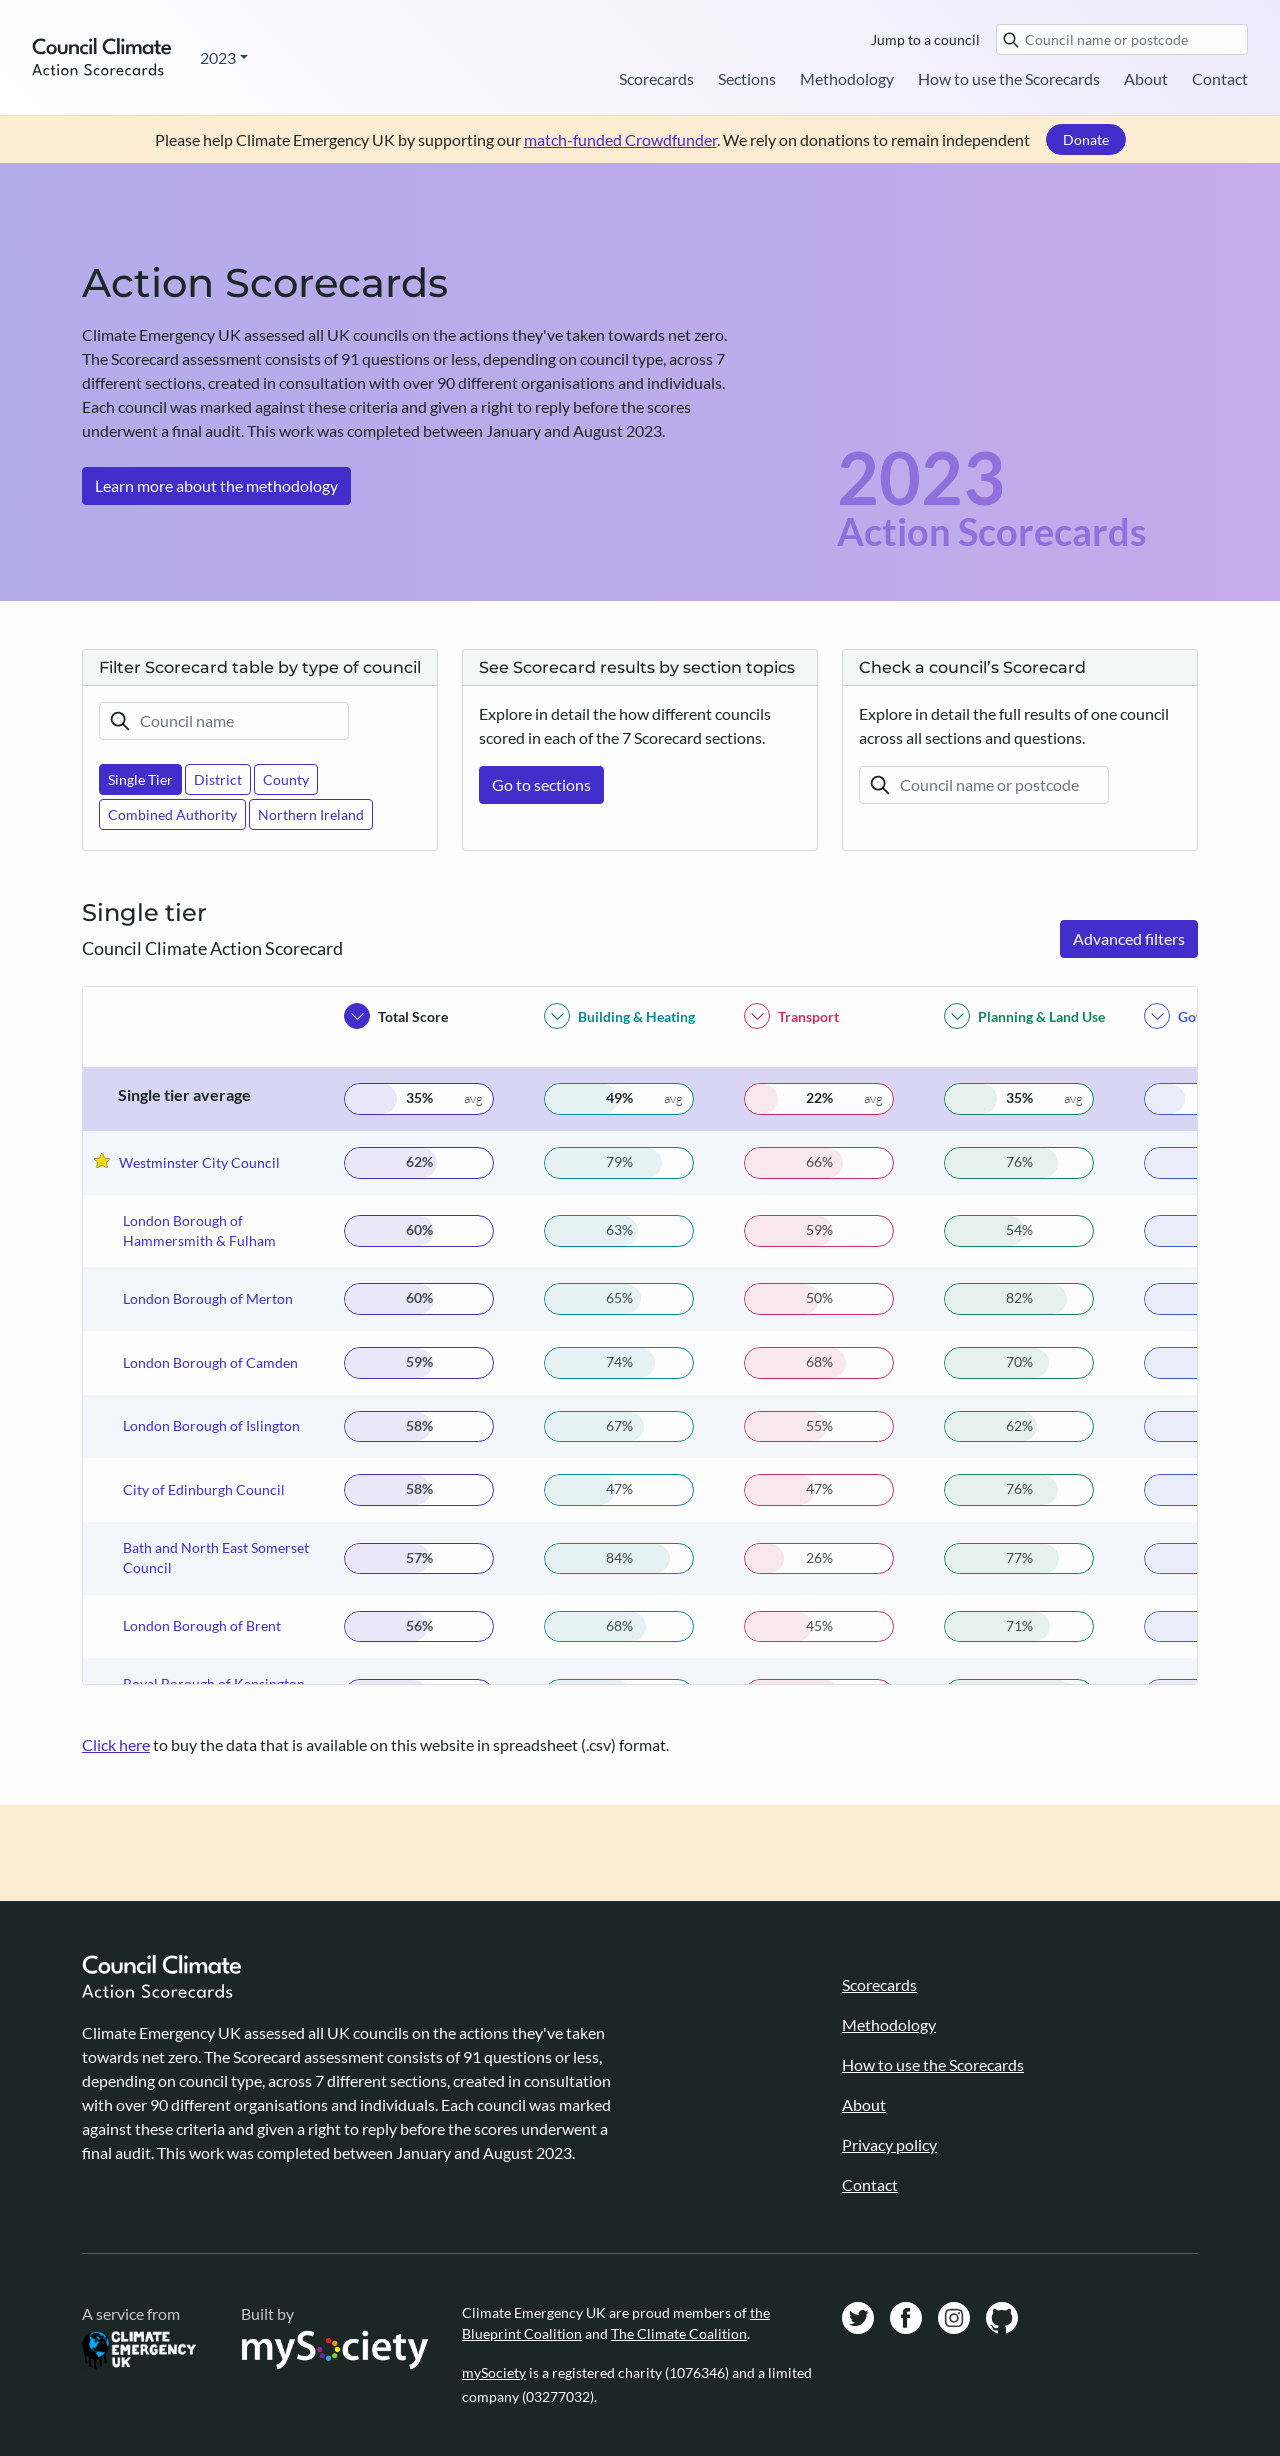 Council Climate
Action Scorecards
2023
Jump to a council
Council name or postcode
Scorecards Sections Methodology How to use the Scorecards About Contact
Please help Climate Emergency UK by supporting our match-funded Crowdfunder. We rely on donations to remain independent Donate
Action Scorecards
Climate Emergency UK assessed all UK councils on the actions they've taken towards net zero.
The Scorecard assessment consists of 91 questions or less, depending on council type, across 7
different sections, created in consultation with over 90 different organisations and individuals.
Each council was marked against these criteria and given a right to reply before the scores
underwent a final audit. This work was completed between January and August 2023.
Learn more about the methodology
2023
Action Scorecards
Filter Scorecard table by type of council
Council name
Single Tier District County
Combined Authority Northern Ireland
See Scorecard results by section topics
Explore in detail the how different councils
scored in each of the 7 Scorecard sections.
Go to sections
Check a council’s Scorecard
Explore in detail the full results of one council
across all sections and questions.
Council name or postcode
Single tier
Council Climate Action Scorecard
Advanced filters
Total Score Building & Heating Transport Planning & Land Use Go
Single tier average 35% avg 49% avg 22% avg 35% avg
Westminster City Council 62% 79% 66% 76%
London Borough of
Hammersmith & Fulham 60% 63% 59% 54%
London Borough of Merton 60% 65% 50% 82%
London Borough of Camden 59% 74% 68% 70%
London Borough of Islington 58% 67% 55% 62%
City of Edinburgh Council 58% 47% 47% 76%
Bath and North East Somerset
Council 57% 84% 26% 77%
London Borough of Brent 56% 68% 45% 71%
Royal Borough of Kensington
Click here to buy the data that is available on this website in spreadsheet (.csv) format.
Council Climate
Action Scorecards
Climate Emergency UK assessed all UK councils on the actions they've taken
towards net zero. The Scorecard assessment consists of 91 questions or less,
depending on council type, across 7 different sections, created in consultation
with over 90 different organisations and individuals. Each council was marked
against these criteria and given a right to reply before the scores underwent a
final audit. This work was completed between January and August 2023.
Scorecards
Methodology
How to use the Scorecards
About
Privacy policy
Contact
A service from
CLIMATE
EMERGENCY
UK
Built by
mySociety
Climate Emergency UK are proud members of the
Blueprint Coalition and The Climate Coalition.
mySociety is a registered charity (1076346) and a limited
company (03277032).